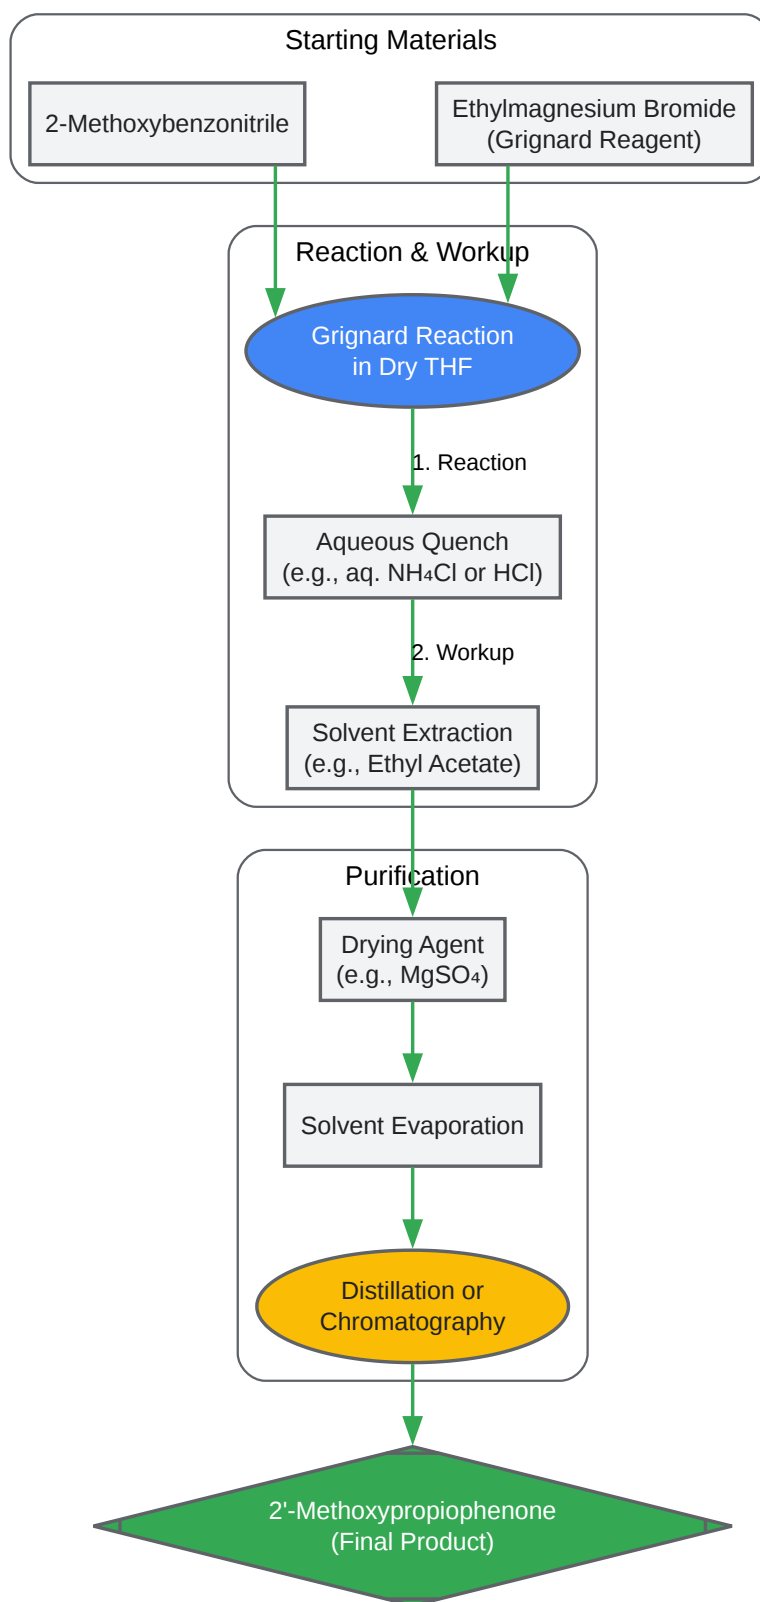 Starting Materials
2-Methoxybenzonitrile
Ethylmagnesium Bromide
(Grignard Reagent)
Reaction & Workup
Grignard Reaction
in Dry THF
1. Reaction
Aqueous Quench
(e.g., aq. NH₄Cl or HCl)
2. Workup
Solvent Extraction
(e.g., Ethyl Acetate)
Purification
Drying Agent
(e.g., MgSO₄)
Solvent Evaporation
Distillation or
Chromatography
2'-Methoxypropiophenone
(Final Product)